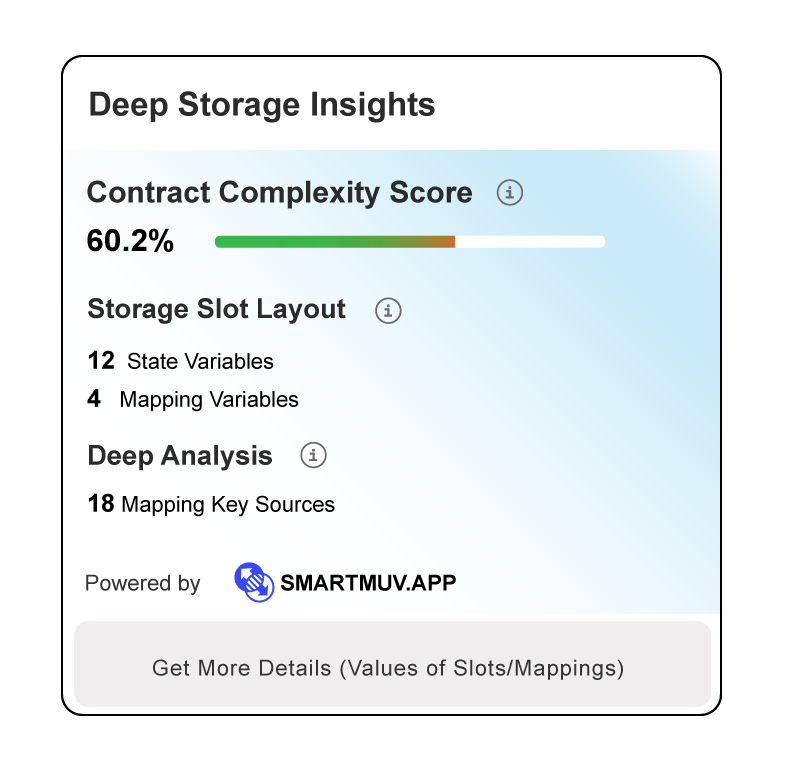 Deep Storage Insights
Contract Complexity Score
60.2%
Storage Slot Layout
12 State Variables
4 Mapping Variables
Deep Analysis
18 Mapping Key Sources
Powered by SMARTMUV.APP
Get More Details (Values of Slots/Mappings)